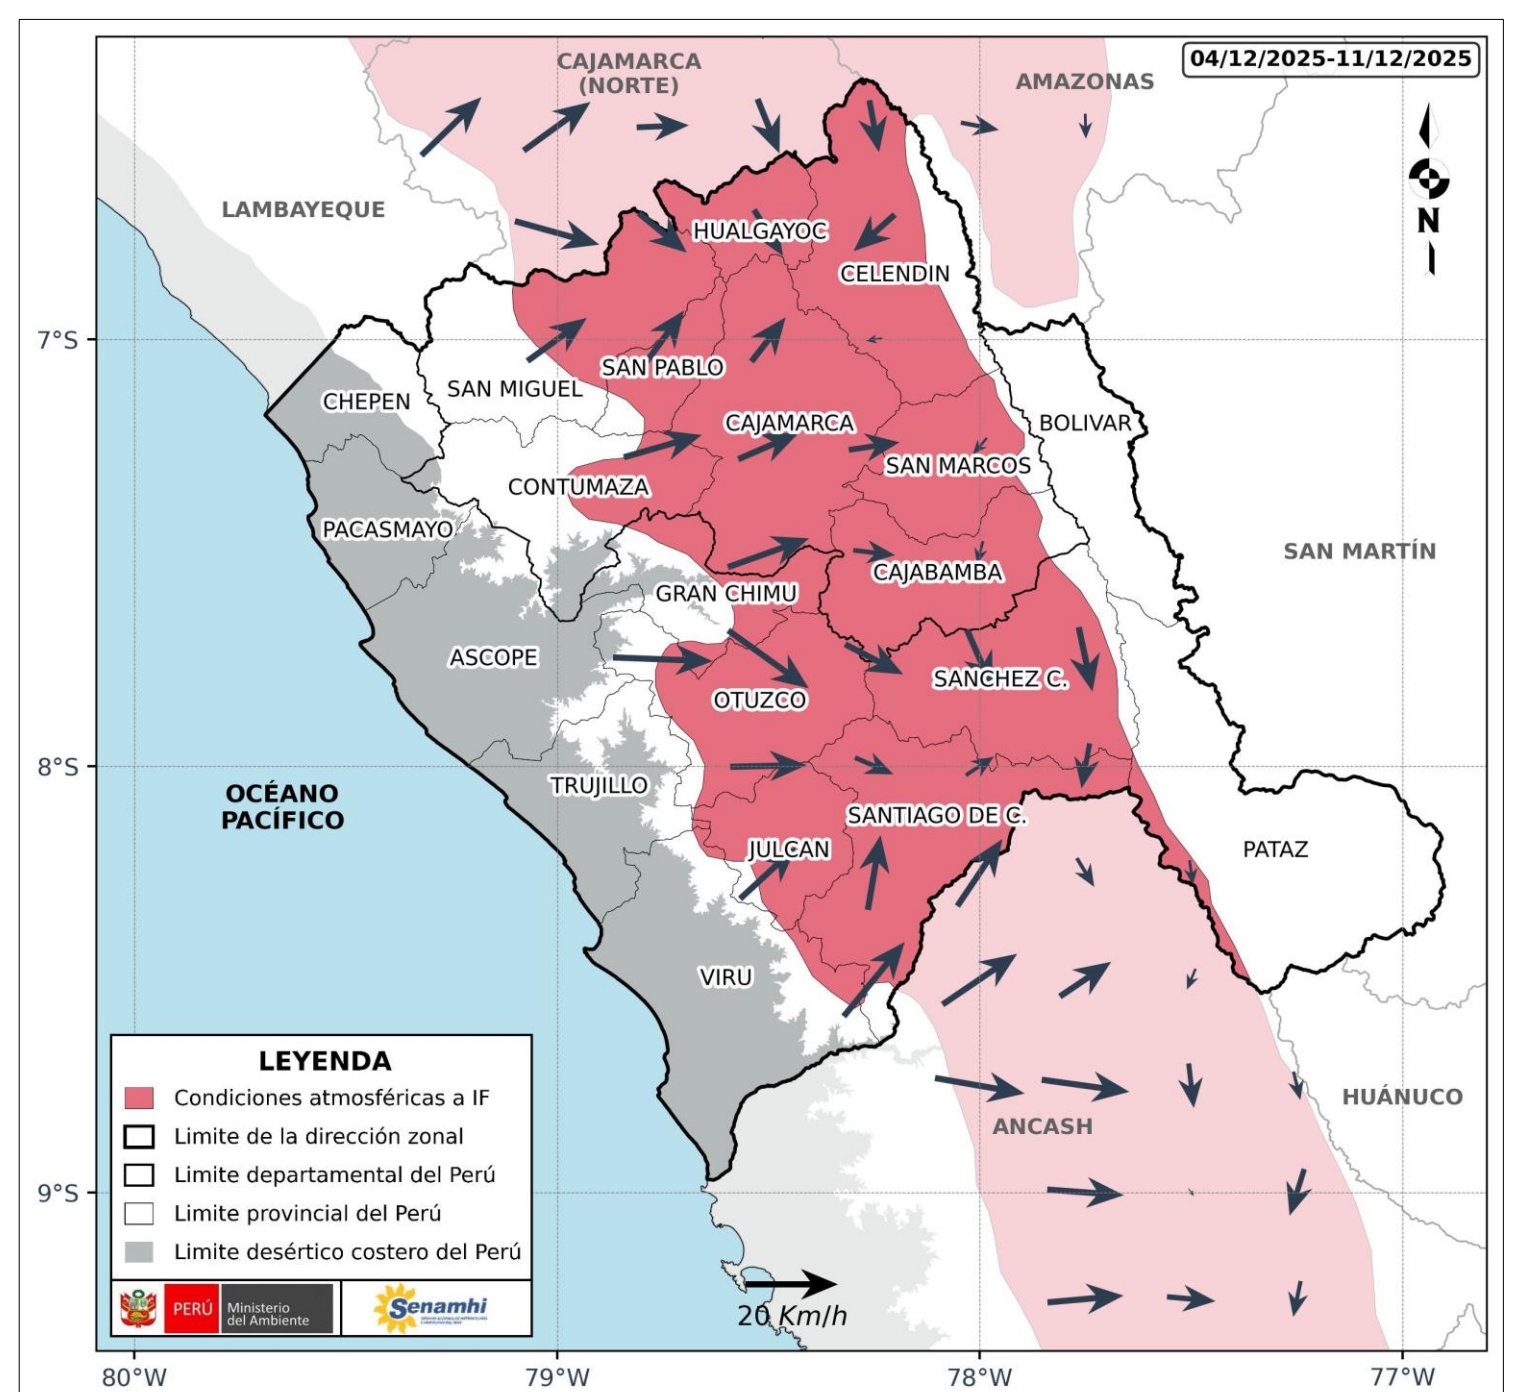 04/12/2025-11/12/2025
CAJAMARCA
(NORTE)
AMAZONAS
LAMBAYEQUE
N
HUALGAYOC
CELENDIN
7°S
SAN PABLO
SAN MIGUEL
CHEPEN
CAJAMARCA
BOLIVAR
SAN MARCOS
CONTUMAZA
PACASMAYO
SAN MARTÍN
CAJABAMBA
GRAN CHIMU
ASCOPE
SANCHEZ C.
OTUZCO
8°S
TRUJILLO
OCÉANO
PACÍFICO
SANTIAGO DE C.
JULCAN
PATAZ
VIRU
HUÁNUCO
ANCASH
9°S
LEYENDA
Condiciones atmosféricas a IF
Limite de la dirección zonal
Limite departamental del Perú
Limite provincial del Perú
Limite desértico costero del Perú
PERÚ
Ministerio
del Ambiente
Senamhi
20 Km/h
80°W
79°W
78°W
77°W